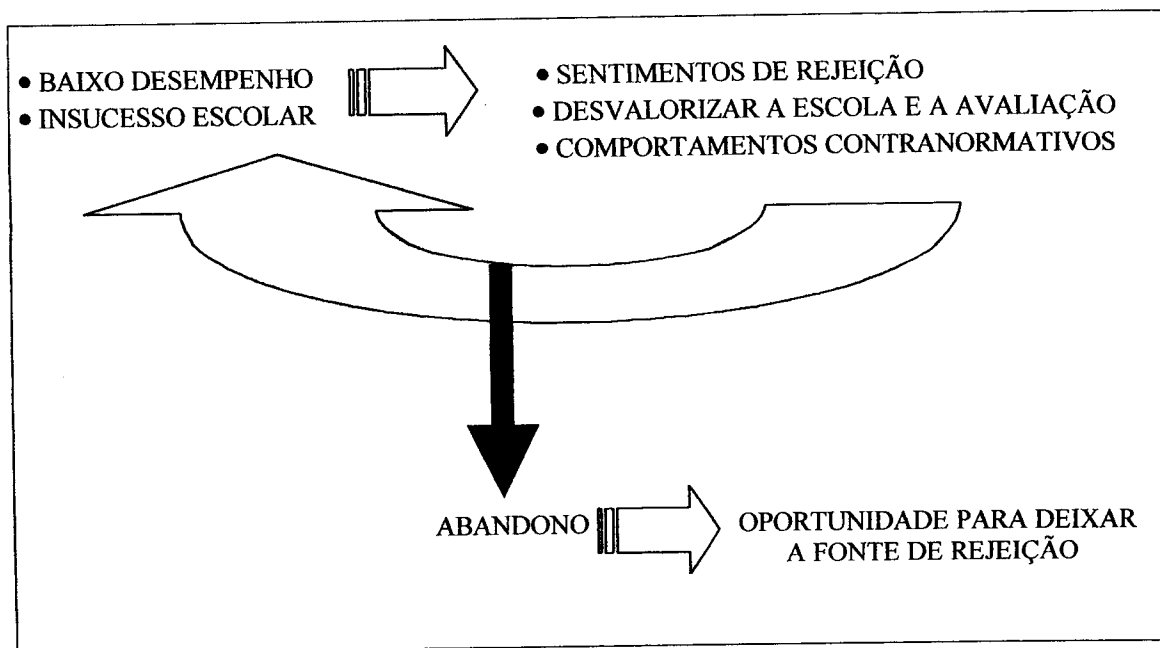 • BAIXO DESEMPENHO
• INSUCESSO ESCOLAR
• SENTIMENTOS DE REJEIÇÃO
• DESVALORIZAR A ESCOLA E A AVALIAÇÃO
• COMPORTAMENTOS CONTRANORMATIVOS
ABANDONO
OPORTUNIDADE PARA DEIXAR
A FONTE DE REJEIÇÃO